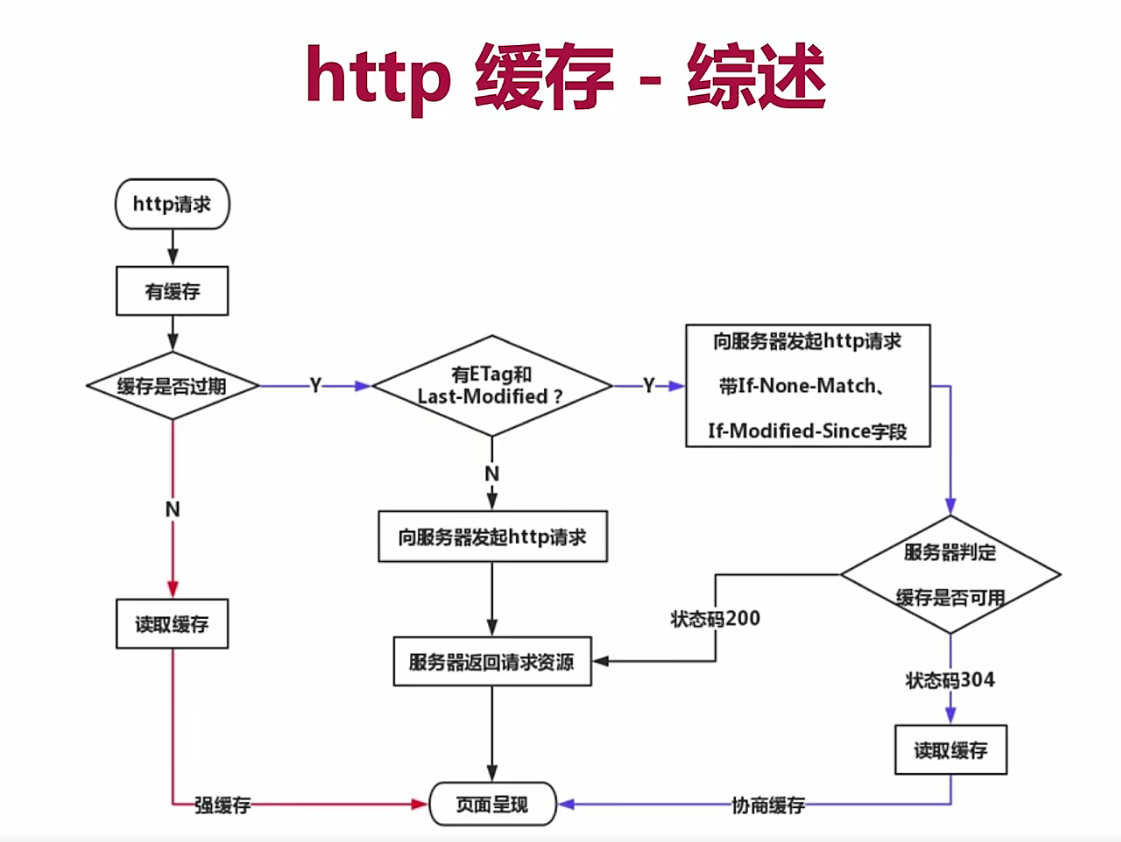 http 缓存 - 综述
http请求
有缓存
缓存是否过期
Y
有ETag和
Last-Modified？
Y
向服务器发起http请求
带If-None-Match、
If-Modified-Since字段
N
N
向服务器发起http请求
服务器判定
缓存是否可用
读取缓存
状态码200
服务器返回请求资源
状态码304
读取缓存
强缓存
页面呈现
协商缓存